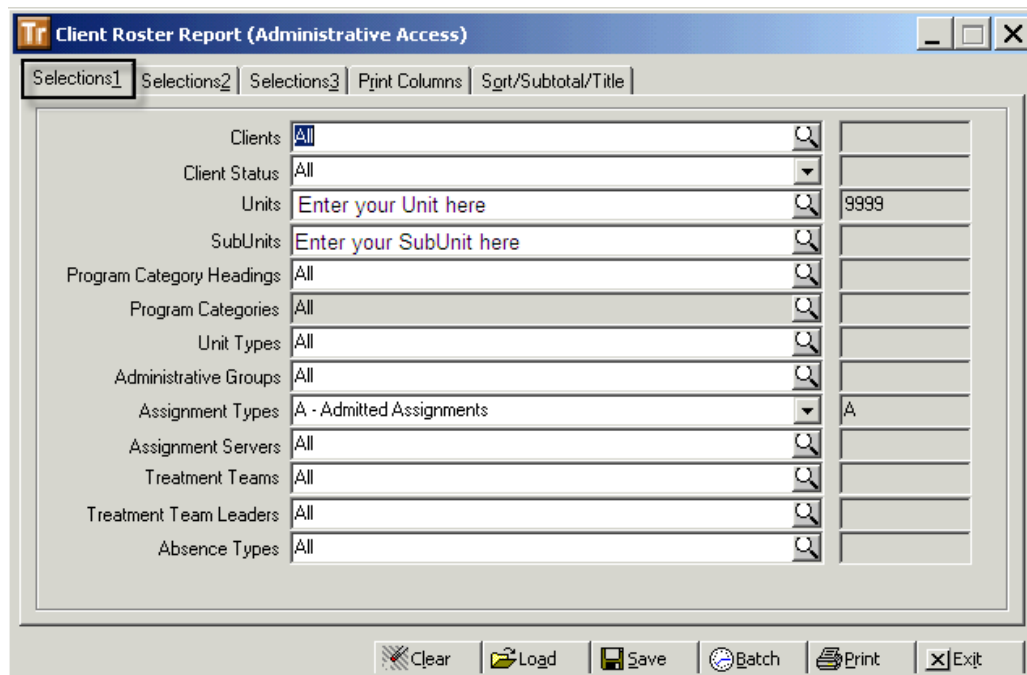 Tr Client Roster Report (Administrative Access)
Selections1 Selections2 Selections3 Print Columns Sort/Subtotal/Title
Clients All
Client Status All
Units Enter your Unit here 9999
SubUnits Enter your SubUnit here
Program Category Headings All
Program Categories All
Unit Types All
Administrative Groups All
Assignment Types A - Admitted Assignments A
Assignment Servers All
Treatment Teams All
Treatment Team Leaders All
Absence Types All
Clear Load Save Batch Print Exit